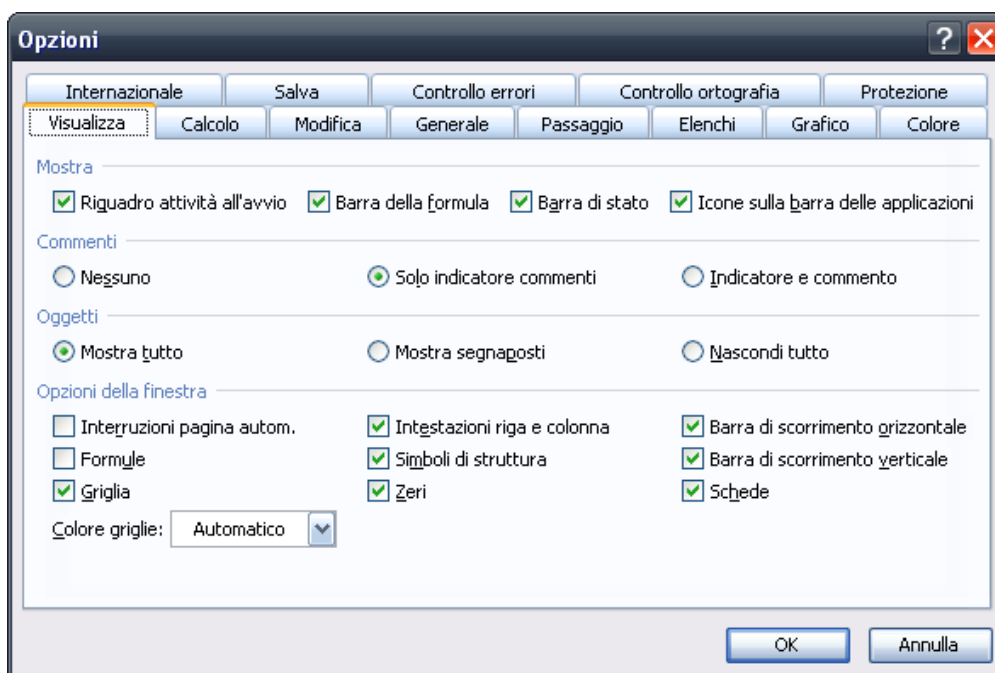 Opzioni
Internazionale Salva Controllo errori Controllo ortografia Protezione
Visualizza Calcolo Modifica Generale Passaggio Elenchi Grafico Colore
Mostra
Riquadro attività all'avvio Barra della formula Barra di stato Icone sulla barra delle applicazioni
Commenti
Nessuno Solo indicatore commenti Indicatore e commento
Oggetti
Mostra tutto Mostra segnaposti Nascondi tutto
Opzioni della finestra
Interruzioni pagina autom. Intestazioni riga e colonna Barra di scorrimento orizzontale
Formule Simboli di struttura Barra di scorrimento verticale
Griglia Zeri Schede
Colore griglie: Automatico
OK Annulla